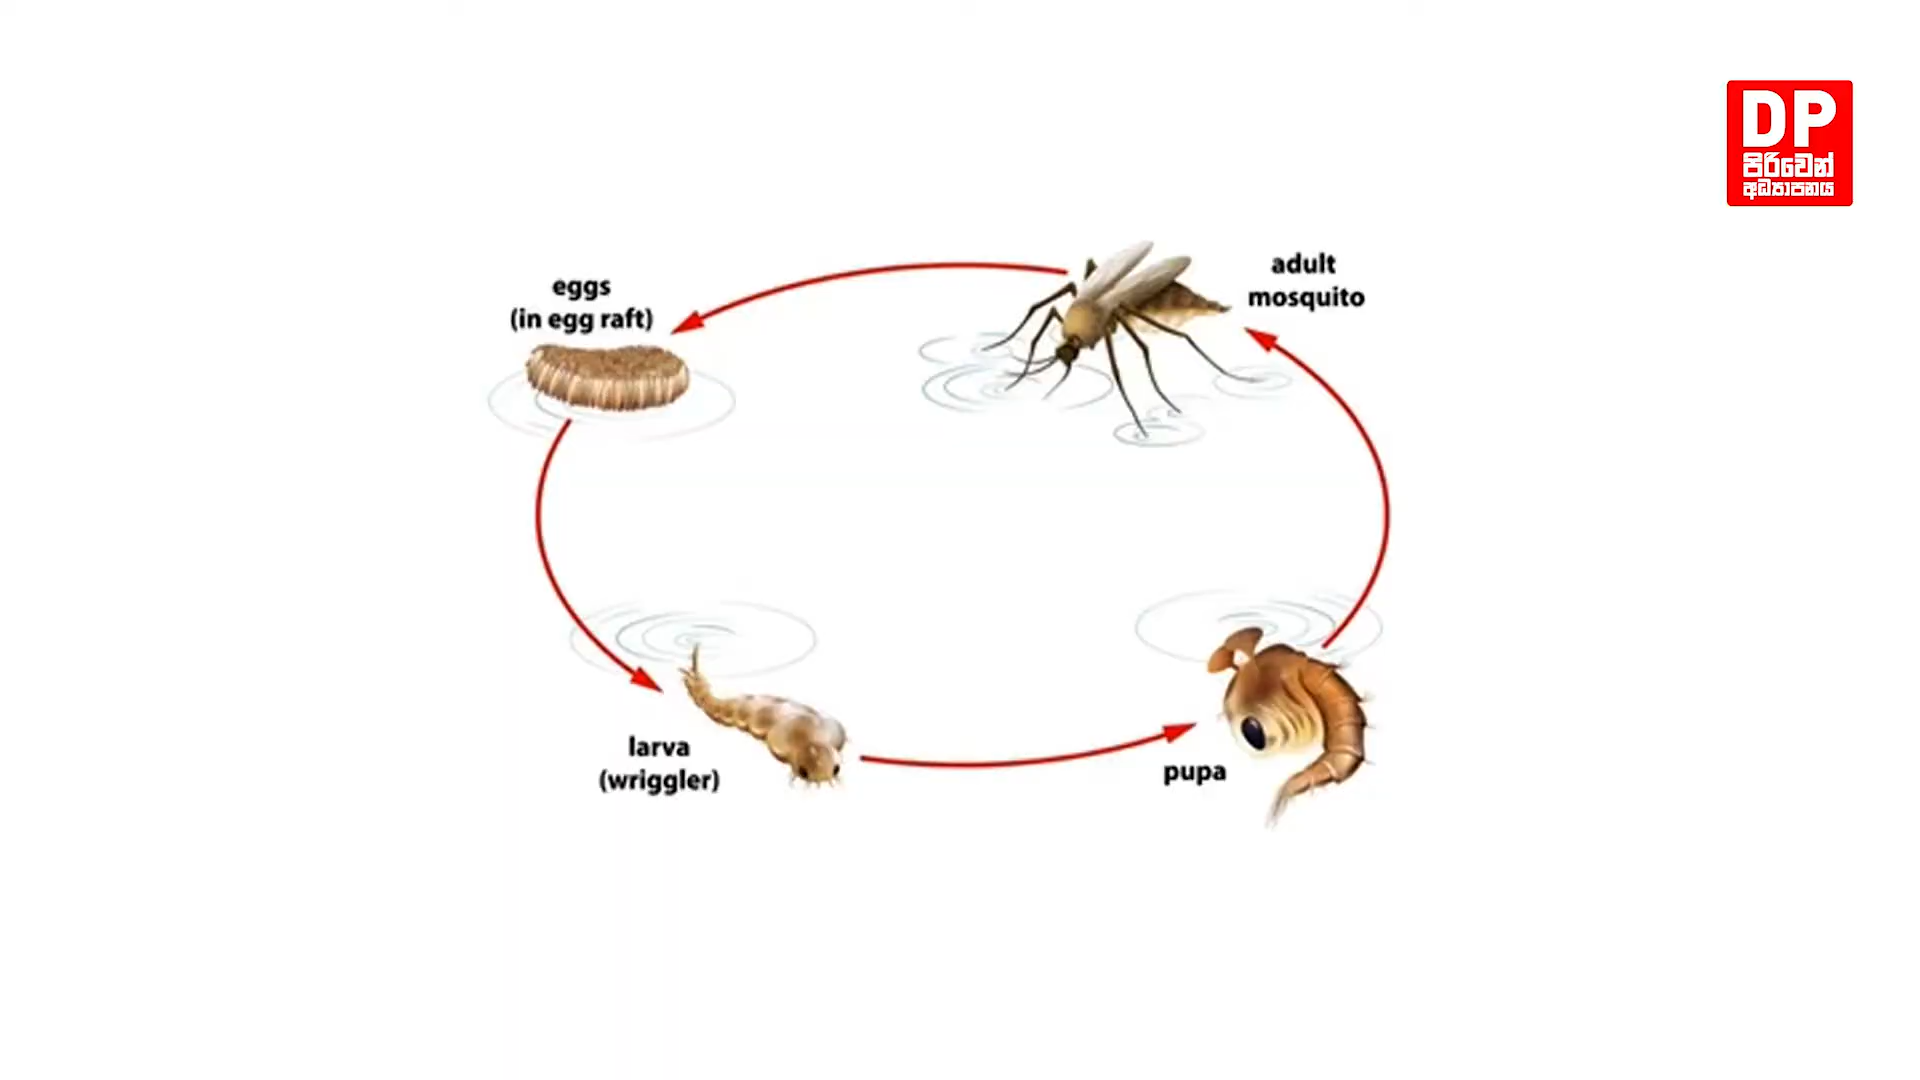 DP
පිරිවෙන්
අධ්‍යාපනය
eggs
(in egg raft)
adult
mosquito
larva
(wriggler)
pupa